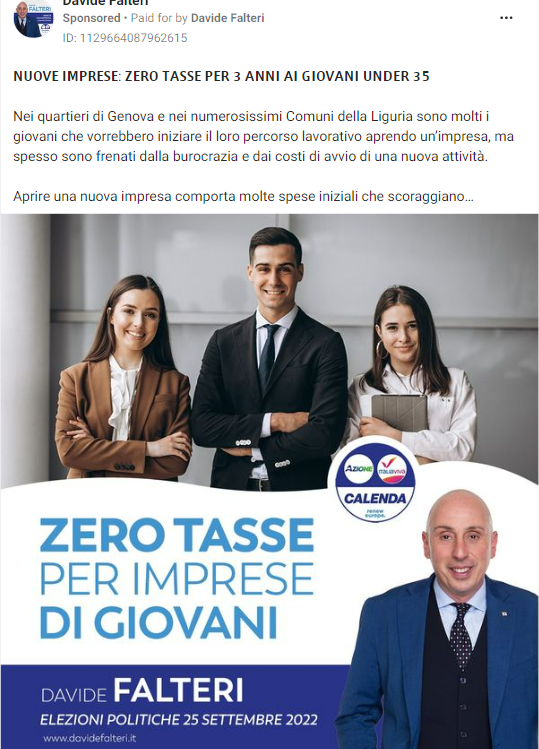 Davide Falteri
Sponsored • Paid for by Davide Falteri
ID: 1129664087962615
NUOVE IMPRESE: ZERO TASSE PER 3 ANNI AI GIOVANI UNDER 35
Nei quartieri di Genova e nei numerosissimi Comuni della Liguria sono molti i
giovani che vorrebbero iniziare il loro percorso lavorativo aprendo un'impresa, ma
spesso sono frenati dalla burocrazia e dai costi di avvio di una nuova attività.
Aprire una nuova impresa comporta molte spese iniziali che scoraggiano...
AZIONE
ITALIAVIVA
CALENDA
renew
europe.
ZERO TASSE
PER IMPRESE
DI GIOVANI
DAVIDE FALTERI
ELEZIONI POLITICHE 25 SETTEMBRE 2022
www.davidefalteri.it